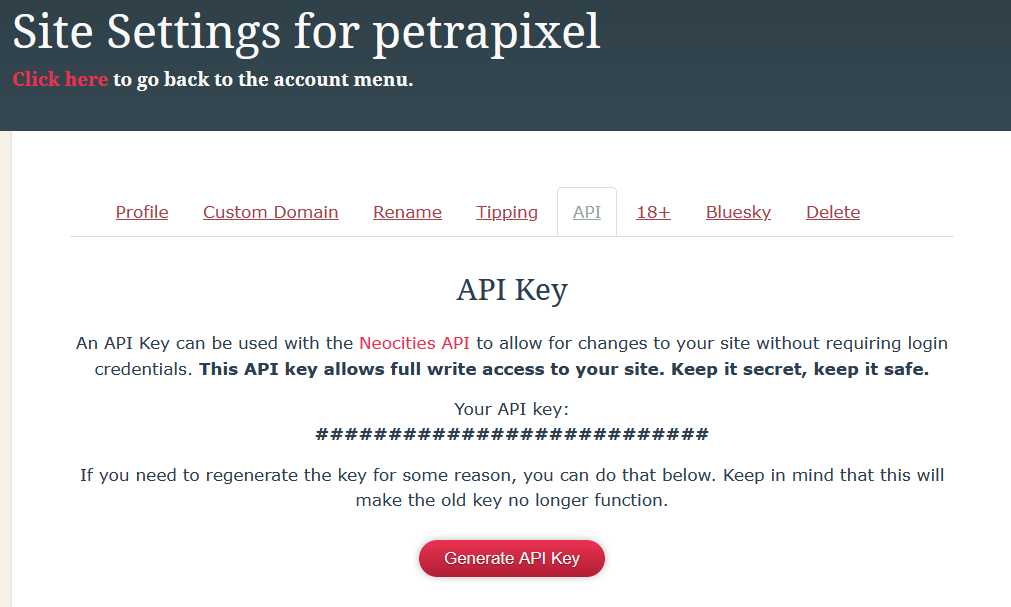 Site Settings for petrapixel
Click here to go back to the account menu.
Profile Custom Domain Rename Tipping API 18+ Bluesky Delete
API Key
An API Key can be used with the Neocities API to allow for changes to your site without requiring login
credentials. This API key allows full write access to your site. Keep it secret, keep it safe.
Your API key:
###########################
If you need to regenerate the key for some reason, you can do that below. Keep in mind that this will
make the old key no longer function.
Generate API Key